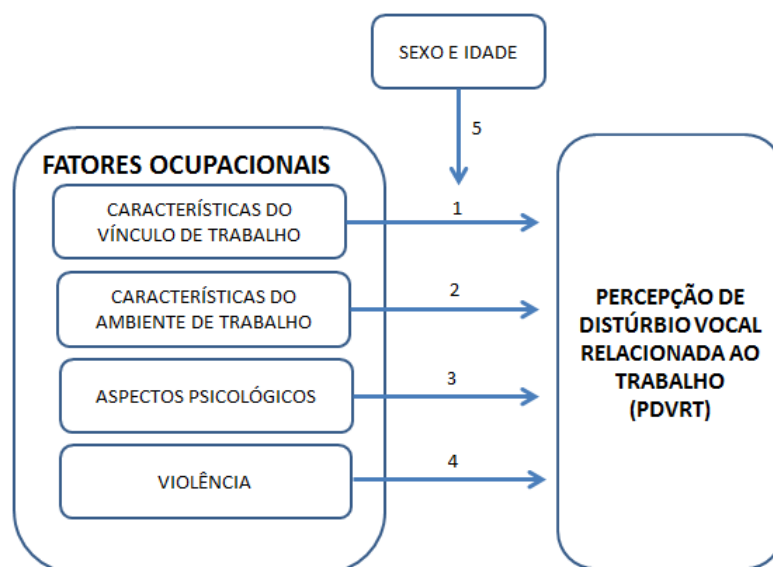 SEXO E IDADE
5
FATORES OCUPACIONAIS
CARACTERÍSTICAS DO
VÍNCULO DE TRABALHO
1
CARACTERÍSTICAS DO
AMBIENTE DE TRABALHO
2
ASPECTOS PSICOLÓGICOS
3
VIOLÊNCIA
4
PERCEPÇÃO DE
DISTÚRBIO VOCAL
RELACIONADA AO
TRABALHO
(PDVRT)